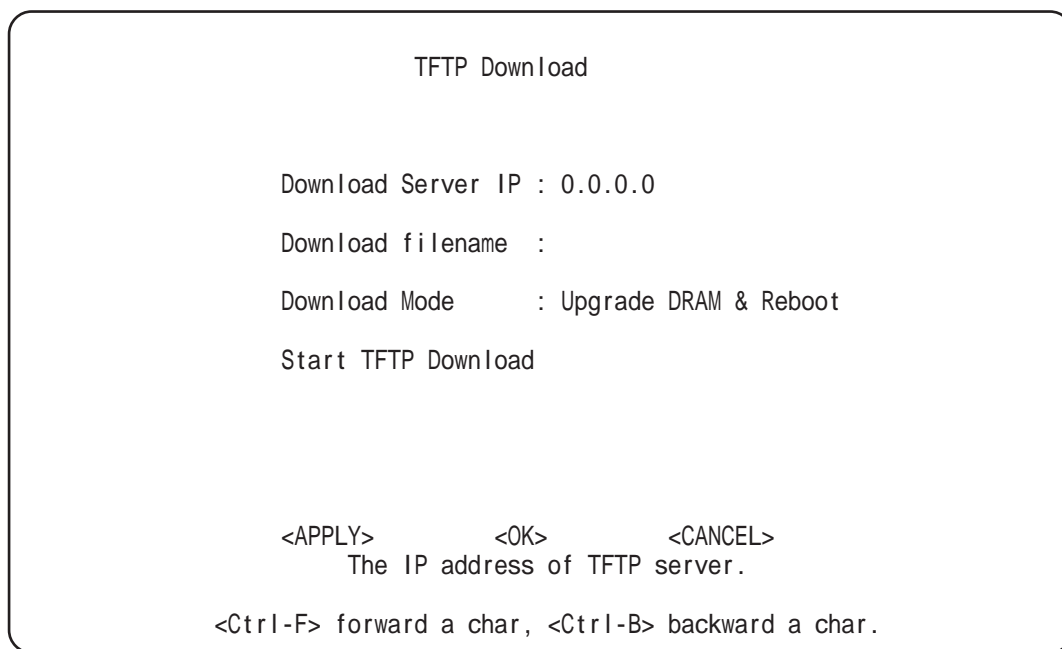 TFTP Download
Download Server IP : 0.0.0.0
Download filename :
Download Mode : Upgrade DRAM & Reboot
Start TFTP Download
<APPLY> <OK> <CANCEL>
The IP address of TFTP server.
<Ctrl-F> forward a char, <Ctrl-B> backward a char.